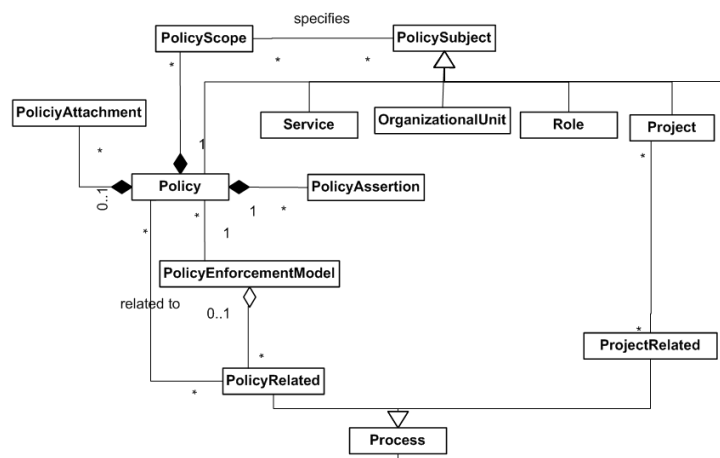 specifies
PolicyScope
PolicySubject
*
*
*
PoliciyAttachment
Service
OrganizationalUnit
Role
Project
*
1
*
Policy
PolicyAssertion
0..1
1
*
*
*
1
PolicyEnforcementModel
related to
0..1
*
ProjectRelated
*
PolicyRelated
*
Process